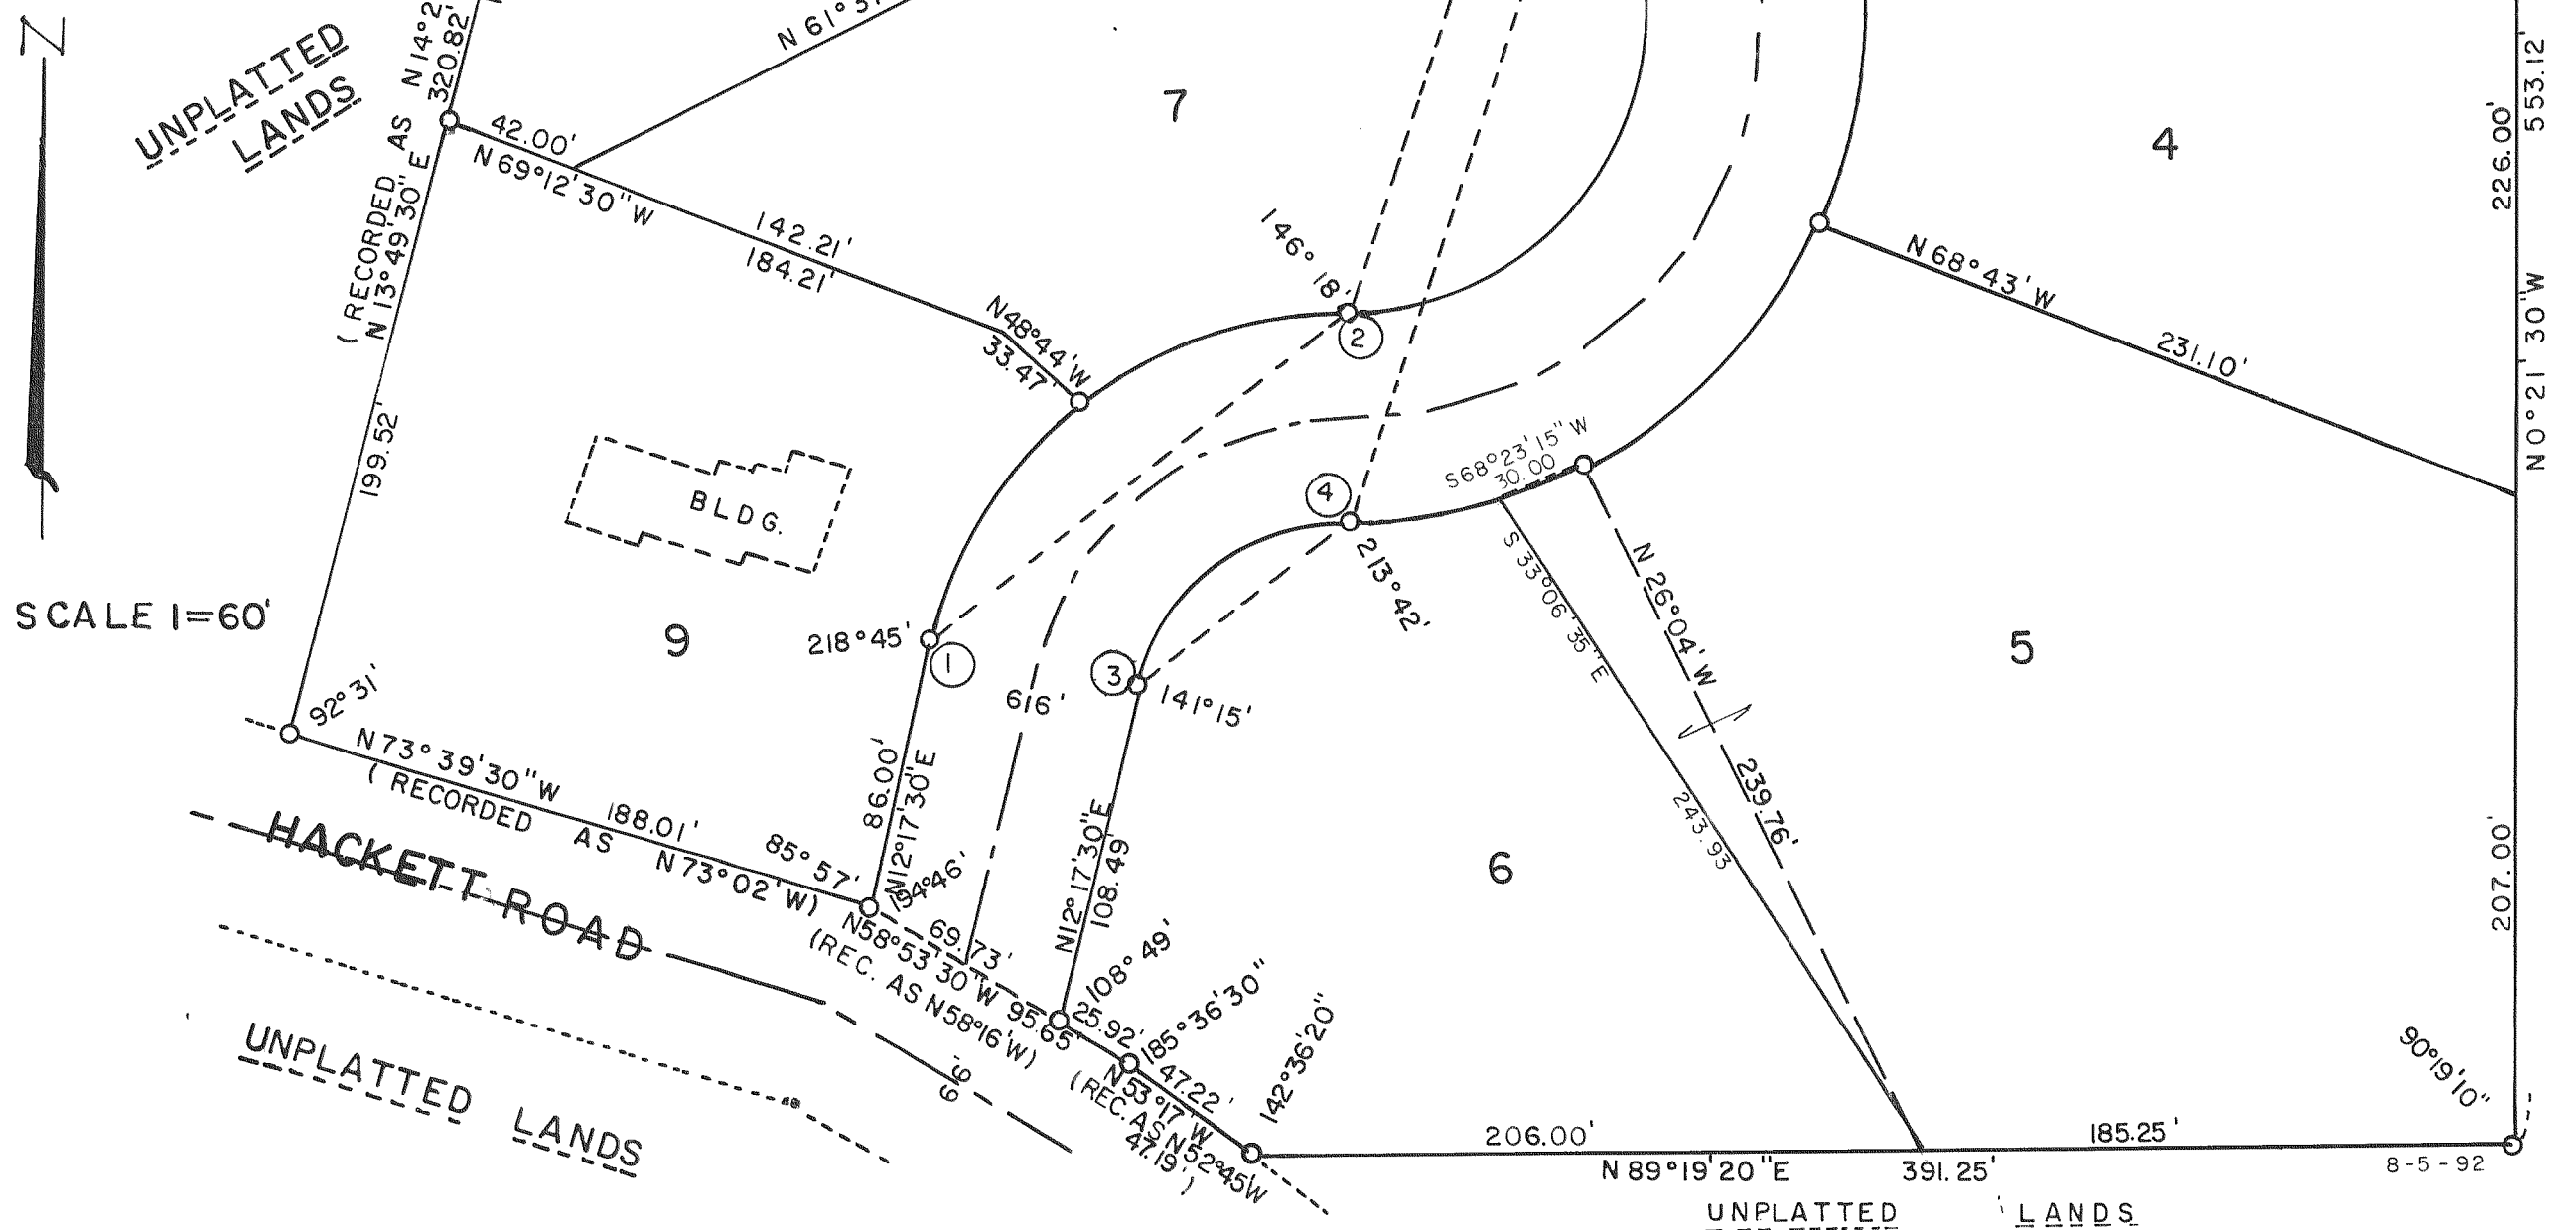 Z
UNPLATTED
LANDS
(RECORDED AS N 14°2
320.82'
N 13°49'30" E
199.52'
N 61°3
42.00'
N 69°12'30" W
142.21'
184.21'
N48°44'W
33.47'
7
146° 18'
2
4
226.00'
553.12'
N 0°21'30"W
N 68°43' W
231.10'
S68°23'15" W
30.00
4
213°42'
BLDG.
SCALE 1=60'
9
218°45'
1
3
141°15'
616'
S 33°06'35" E
243.93
N 26°04' W
239.76'
5
6
207.00'
92°31'
N 73°39'30" W
(RECORDED AS N 73°02' W)
188.01'
85°57'
86.00'
N12°17'30"E
194°46'
N12°17'30"E
108.49'
HACKETT ROAD
69.73'
N58°53'30"W 95.65'
(REC. AS N58°16'W)
25.92'
108°49'
185°36'30"
47.22'
N 53°17' W
(REC. AS N52°45'W
47.19')
142°36'20"
66'
UNPLATTED LANDS
206.00'
185.25'
N 89°19'20"E 391.25'
90°19'10"
8-5-92
UNPLATTED LANDS